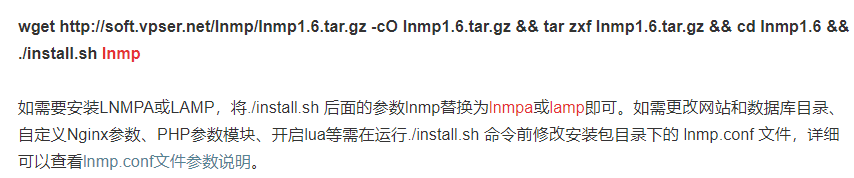 wget http://soft.vpser.net/lnmp/lnmp1.6.tar.gz -cO lnmp1.6.tar.gz && tar zxf lnmp1.6.tar.gz && cd lnmp1.6 &&
./install.sh lnmp
如需要安装LNMPA或LAMP，将./install.sh 后面的参数lnmp替换为lnmpa或lamp即可。如需更改网站和数据库目录、
自定义Nginx参数、PHP参数模块、开启lua等需在运行./install.sh 命令前修改安装包目录下的 lnmp.conf 文件，详细
可以查看lnmp.conf文件参数说明。